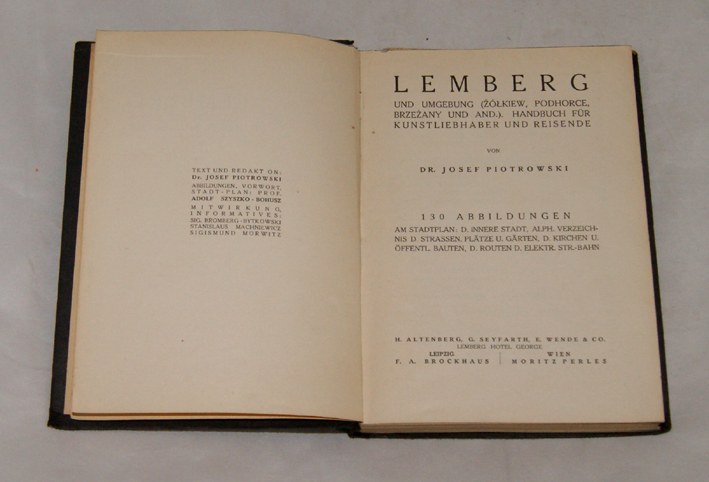 TEXT UND REDAKTION:
Dr. JOSEF PIOTROWSKI
ABBILDUNGEN, VORWORT,
STADT-PLAN: PROF.
ADOLF SZYSZKO-BOHUSZ
MITWIRKUNG,
INFORMATIVES:
SIG. KROMBERG-RYTKOWSKI
STANISLAUS MACHNIEWICZ
SIGISMUND MORWITZ
LEMBERG
UND UMGEBUNG (ŻÓŁKIEW, PODHORCE,
BRZEŻANY UND AND.). HANDBUCH FÜR
KUNSTLIEBHABER UND REISENDE
VON
DR. JOSEF PIOTROWSKI
130 ABBILDUNGEN
AM STADTPLAN: D. INNERE STADT, ALPH. VERZEICH-
NIS D. STRASSEN, PLÄTZE U. GÄRTEN, D. KIRCHEN U.
ÖFFENTL. BAUTEN, D. ROUTEN D. ELEKTR. STR.-BAHN
H. ALTENBERG, G. SEYFARTH, E. WENDE & CO.
LEMBERG HOTEL GEORGE
LEIPZIG WIEN
F. A. BROCKHAUS MORITZ PERLES